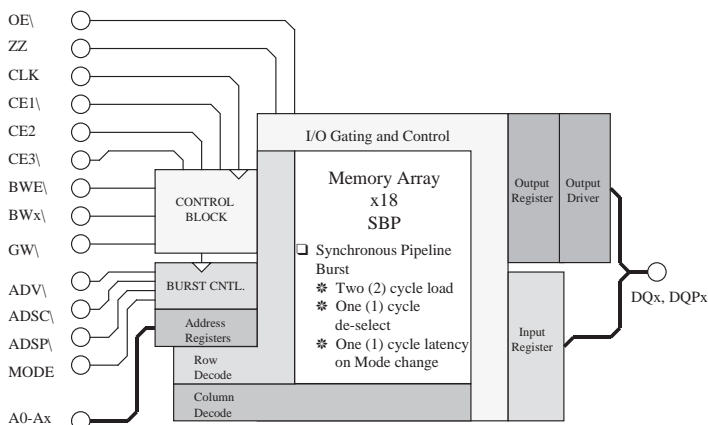 OE\
ZZ
CLK
CE1\
CE2
CE3\
BWE\
BWx\
GW\
ADV\
ADSC\
ADSP\
MODE
A0-Ax
CONTROL
BLOCK
BURST CNTL.
Address
Registers
Row
Decode
Column
Decode
I/O Gating and Control
Memory Array
x18
SBP
❑ Synchronous Pipeline
Burst
✽ Two (2) cycle load
✽ One (1) cycle
de-select
✽ One (1) cycle latency
on Mode change
Output
Register
Output
Driver
Input
Register
DQx, DQPx